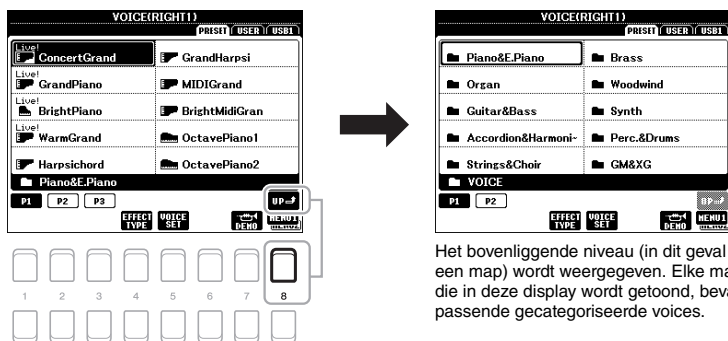 VOICE(RIGHT1)
PRESET USER USB1
Live! ConcertGrand
GrandHarpsi
Live! GrandPiano
MIDIGrand
Live! BrightPiano
BrightMidiGran
Live! WarmGrand
OctavePiano1
Harpsichord
OctavePiano2
Piano&E.Piano
P1 P2 P3 UP
EFFECT TYPE VOICE SET DEMO MENU1 MENU2
1 2 3 4 5 6 7 8
VOICE(RIGHT1)
PRESET USER USB1
Piano&E.Piano
Brass
Organ
Woodwind
Guitar&Bass
Synth
Accordion&Harmoni~
Perc.&Drums
Strings&Choir
GM&XG
VOICE
P1 P2 UP
EFFECT TYPE VOICE SET DEMO MENU1 MENU2
Het bovenliggende niveau (in dit geval
een map) wordt weergegeven. Elke ma
die in deze display wordt getoond, bev
passende gecategoriseerde voices.